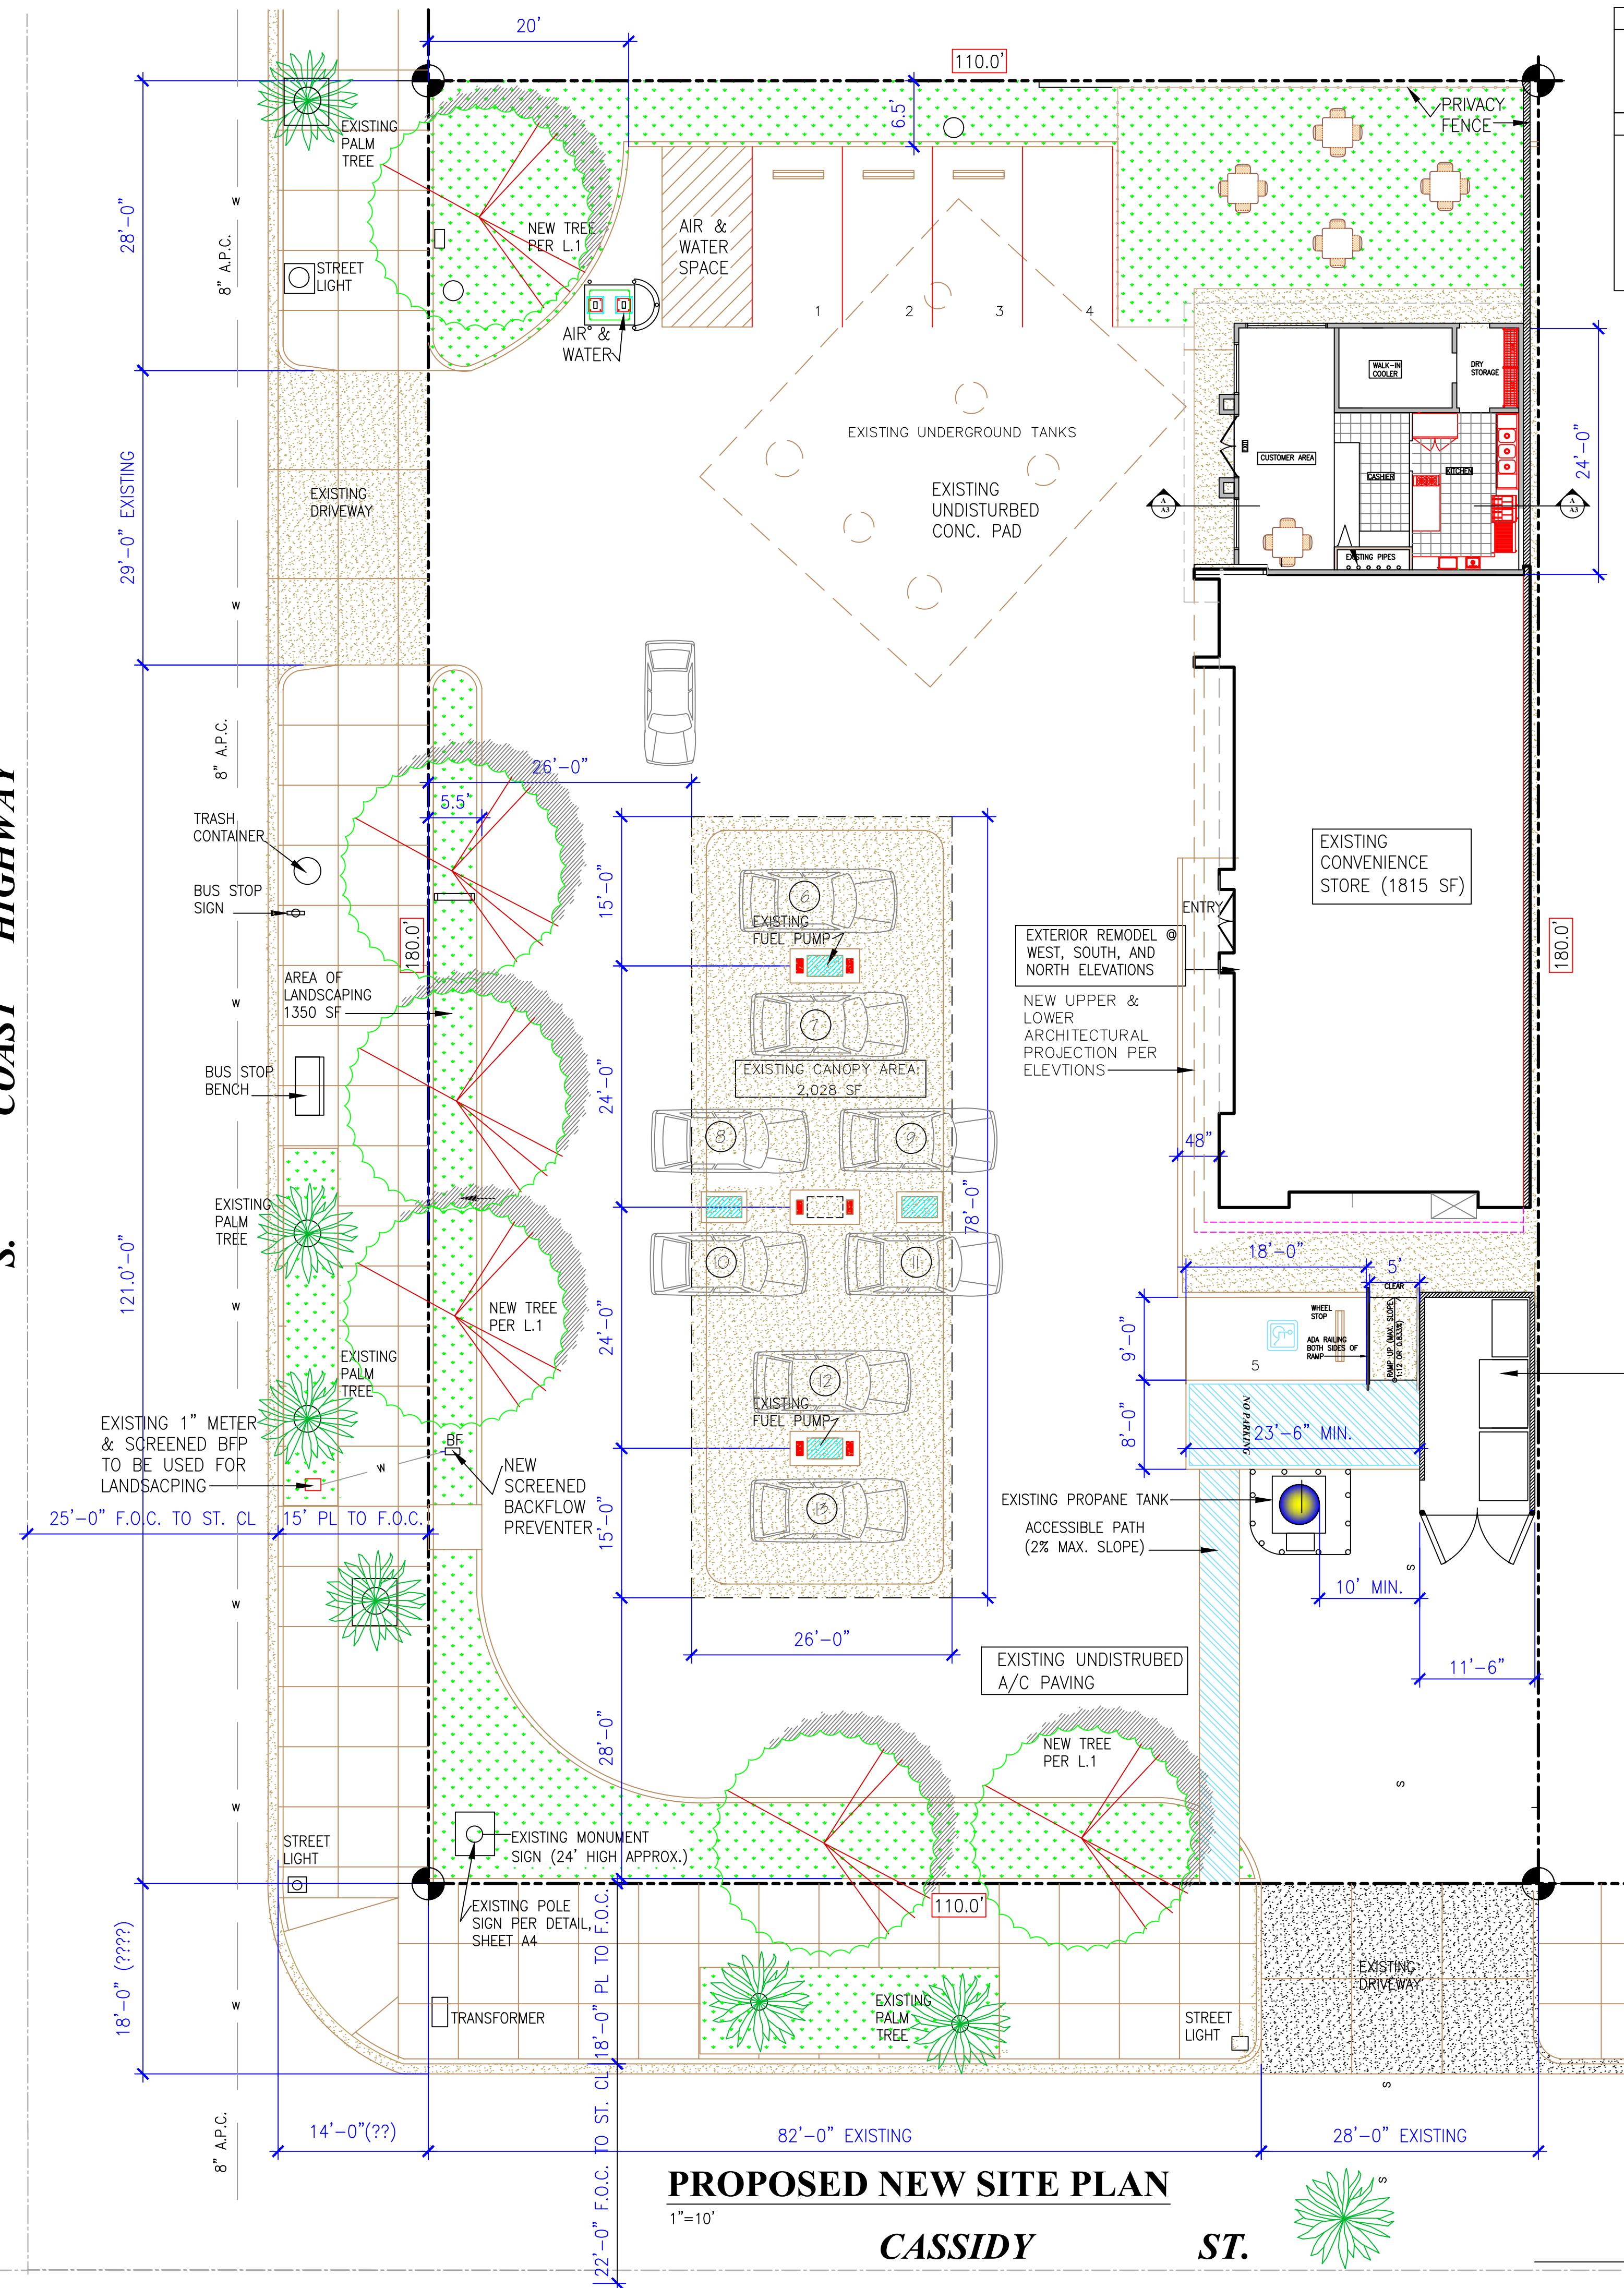 20'
110.0'
6.5'
PRIVACY
FENCE
EXISTING
PALM
TREE
28'-0"
W
8" A.P.C.
STREET
LIGHT
NEW TREE
PER L.1
AIR &
WATER
SPACE
AIR &
WATER
1
2
3
4
WALK-IN
COOLER
DRY
STORAGE
CUSTOMER AREA
CASHIER
KITCHEN
EXISTING PIPES
24'-0"
A
A3
A
A3
EXISTING UNDERGROUND TANKS
EXISTING
UNDISTURBED
CONC. PAD
29'-0" EXISTING
EXISTING
DRIVEWAY
W
8" A.P.C.
S. COAST HIGHWAY
26'-0"
5.5'
TRASH
CONTAINER
BUS STOP
SIGN
180.0'
15'-0"
6
EXISTING
FUEL PUMP
7
EXISTING CANOPY AREA:
2,028 SF
ENTRY
EXISTING
CONVENIENCE
STORE (1815 SF)
EXTERIOR REMODEL @
WEST, SOUTH, AND
NORTH ELEVATIONS
NEW UPPER &
LOWER
ARCHITECTURAL
PROJECTION PER
ELEVTIONS
180.0'
AREA OF
LANDSCAPING
1350 SF
W
BUS STOP
BENCH
24'-0"
8
9
48"
78'-0"
EXISTING
PALM
TREE
10
11
18'-0"
5'
CLEAR
121.0'-0"
W
NEW TREE
PER L.1
24'-0"
EXISTING
PALM
TREE
12
EXISTING
FUEL PUMP
13
9'-0"
WHEEL
STOP
ADA RAILING
BOTH SIDES OF
RAMP
RAMP UP (MAX. SLOPE
1:12 OR 0.833%)
5
8'-0"
NO PARKING
23'-6" MIN.
EXISTING 1" METER
& SCREENED BFP
TO BE USED FOR
LANDSACPING
W
BF
NEW
SCREENED
BACKFLOW
PREVENTER
25'-0" F.O.C. TO ST. CL
15' PL TO F.O.C.
15'-0"
EXISTING PROPANE TANK
ACCESSIBLE PATH
(2% MAX. SLOPE)
S
10' MIN.
11'-6"
W
26'-0"
EXISTING UNDISTRUBED
A/C PAVING
28'-0"
NEW TREE
PER L.1
S
W
EXISTING MONUMENT
SIGN (24' HIGH APPROX.)
STREET
LIGHT
EXISTING POLE
SIGN PER DETAIL,
SHEET A4
110.0'
18'-0" (????)
W
18'-0" PL TO F.O.C.
TRANSFORMER
EXISTING
PALM
TREE
STREET
LIGHT
EXISTING
DRIVEWAY
S
8" A.P.C.
14'-0"(??)
22'-0" F.O.C. TO ST. CL
82'-0" EXISTING
28'-0" EXISTING
PROPOSED NEW SITE PLAN
1"=10'
S
CASSIDY ST.